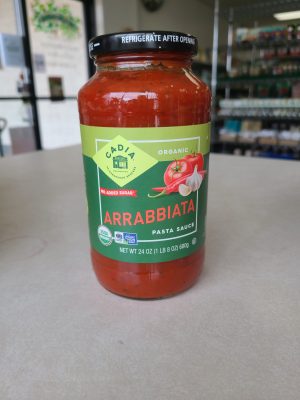 REFRIGERATE AFTER OPENING
CADIA
ORGANIC
NO ADDED SUGAR*
ARRABBIATA
PASTA SAUCE
NET WT 24 OZ (1 LB 8 OZ) 680g